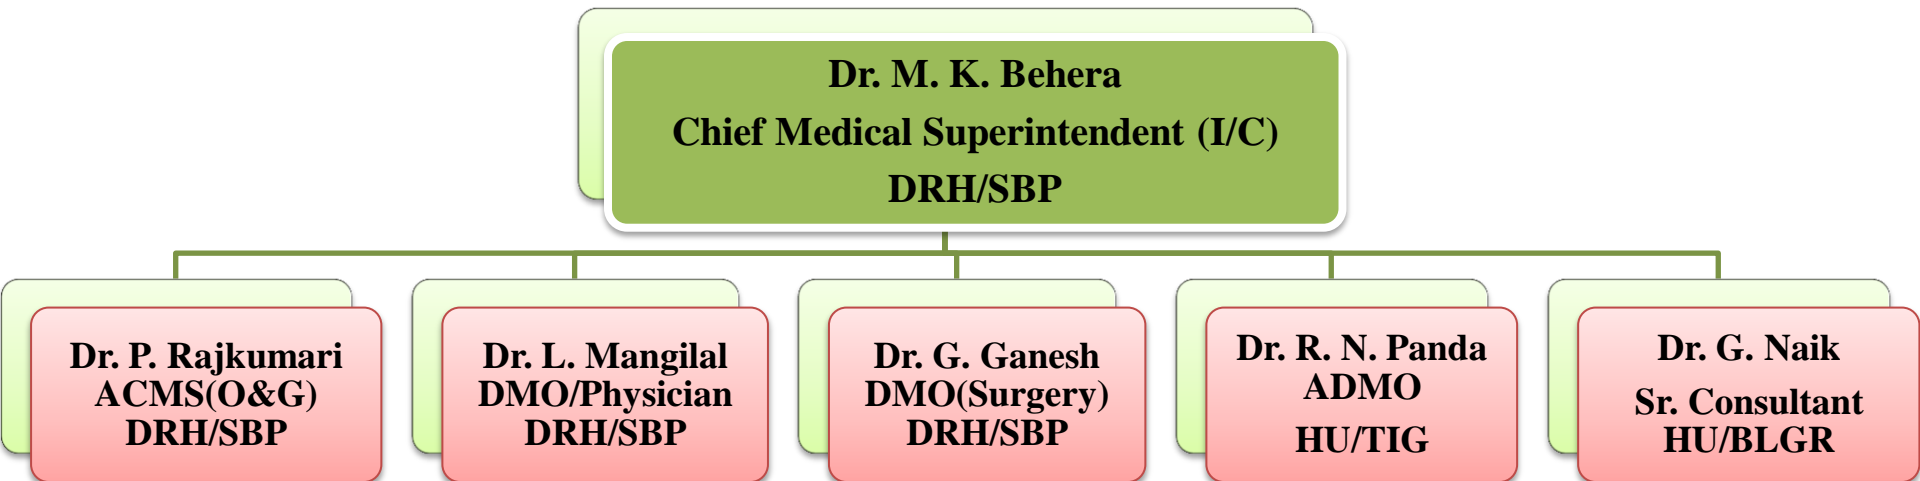 Dr. M. K. Behera
Chief Medical Superintendent (I/C)
DRH/SBP
Dr. P. Rajkumari
ACMS(O&G)
DRH/SBP
Dr. L. Mangilal
DMO/Physician
DRH/SBP
Dr. G. Ganesh
DMO(Surgery)
DRH/SBP
Dr. R. N. Panda
ADMO
HU/TIG
Dr. G. Naik
Sr. Consultant
HU/BLGR